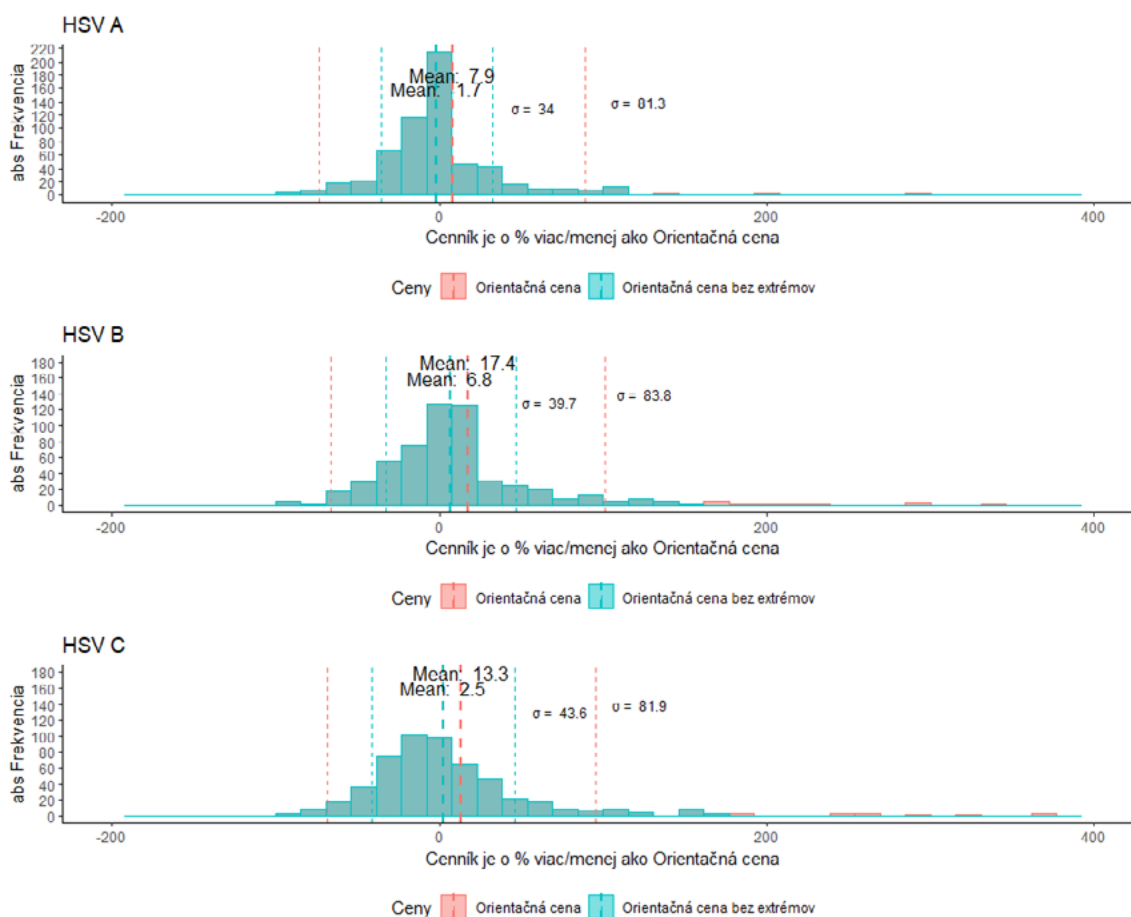 HSV A
220
200
180
160
140
120
100
80
60
40
20
0
abs Frekvencia
Mean: 7.9
Mean: 1.7
σ = 34
σ = 81.3
-200 0 200 400
Cenník je o % viac/menej ako Orientačná cena
Ceny Orientačná cena Orientačná cena bez extrémov
HSV B
180
160
140
120
100
80
60
40
20
0
abs Frekvencia
Mean: 17.4
Mean: 6.8
σ = 39.7
σ = 83.8
-200 0 200 400
Cenník je o % viac/menej ako Orientačná cena
Ceny Orientačná cena Orientačná cena bez extrémov
HSV C
180
160
140
120
100
80
60
40
20
0
abs Frekvencia
Mean: 13.3
Mean: 2.5
σ = 43.6
σ = 81.9
-200 0 200 400
Cenník je o % viac/menej ako Orientačná cena
Ceny Orientačná cena Orientačná cena bez extrémov